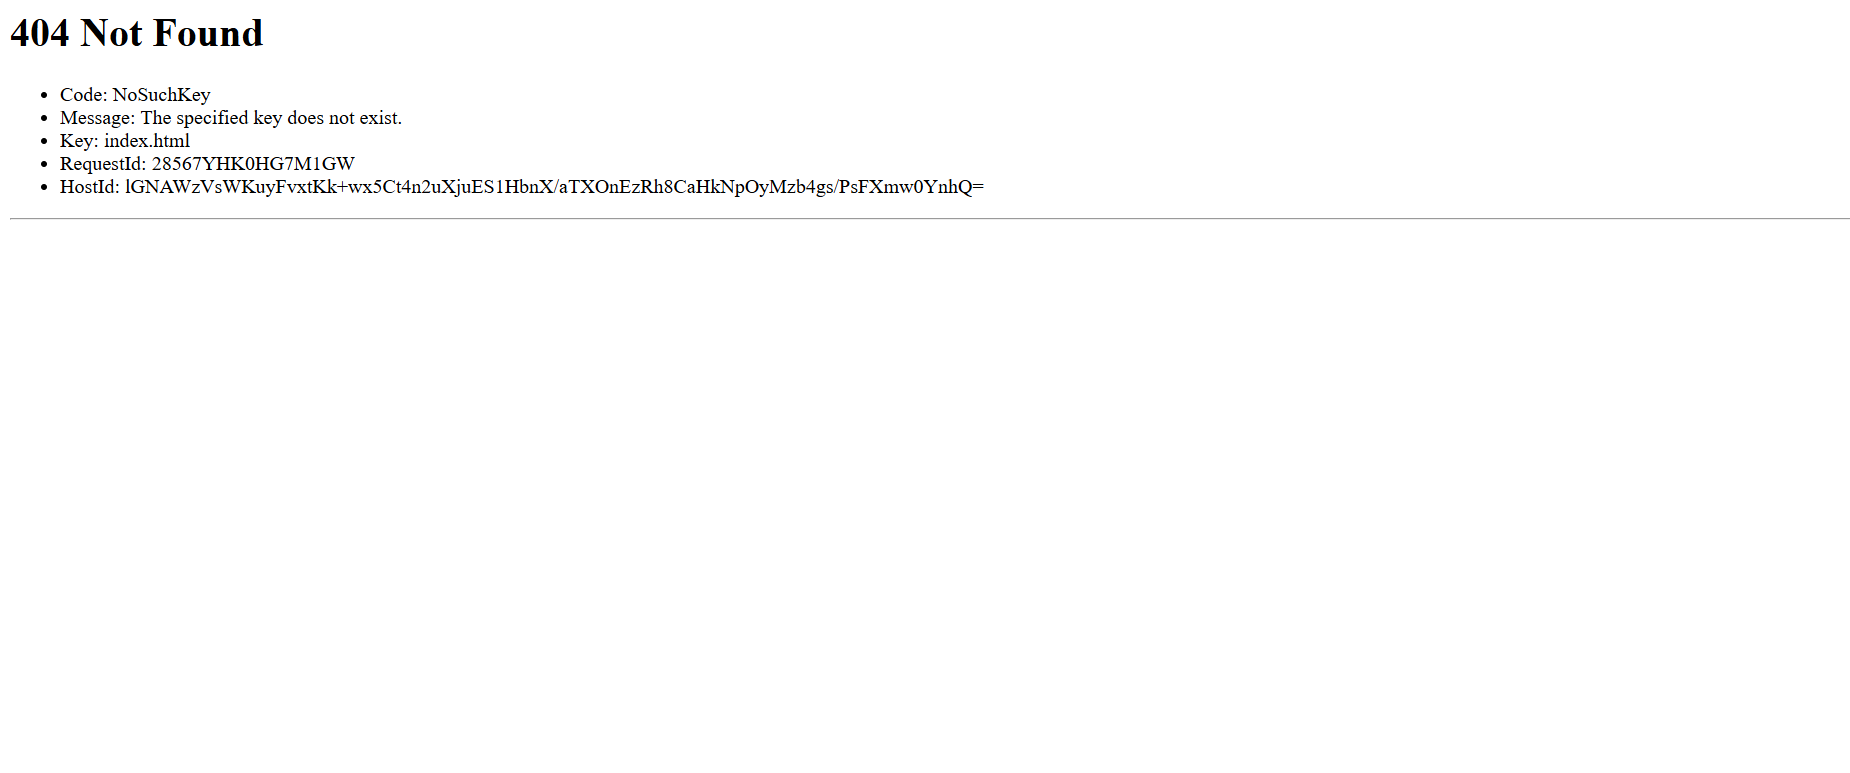 404 Not Found
Code: NoSuchKey
Message: The specified key does not exist.
Key: index.html
RequestId: 28567YHK0HG7M1GW
HostId: lGNAWzVsWKuyFvxtKk+wx5Ct4n2uXjuES1HbnX/aTXOnEzRh8CaHkNpOyMzb4gs/PsFXmw0YnhQ=